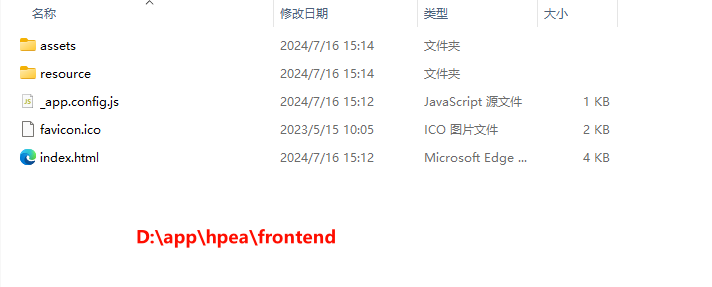 名称 修改日期 类型 大小
assets 2024/7/16 15:14 文件夹
resource 2024/7/16 15:14 文件夹
_app.config.js 2024/7/16 15:12 JavaScript 源文件 1 KB
favicon.ico 2023/5/15 10:05 ICO 图片文件 2 KB
index.html 2024/7/16 15:12 Microsoft Edge ... 4 KB
D:\app\hpea\frontend